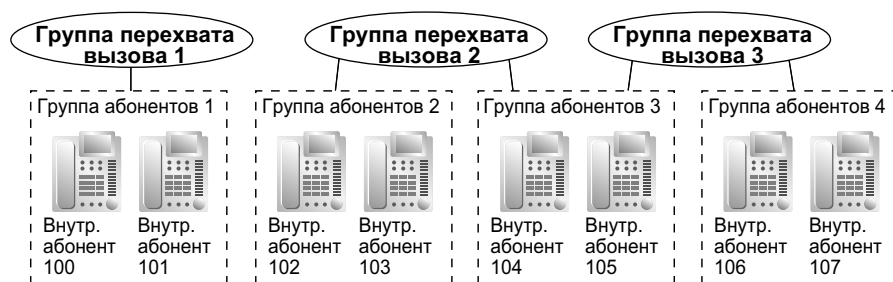 Группа перехвата
вызова 1
Группа перехвата
вызова 2
Группа перехвата
вызова 3
Группа абонентов 1
Группа абонентов 2
Группа абонентов 3
Группа абонентов 4
Внутр.
абонент
100
Внутр.
абонент
101
Внутр.
абонент
102
Внутр.
абонент
103
Внутр.
абонент
104
Внутр.
абонент
105
Внутр.
абонент
106
Внутр.
абонент
107